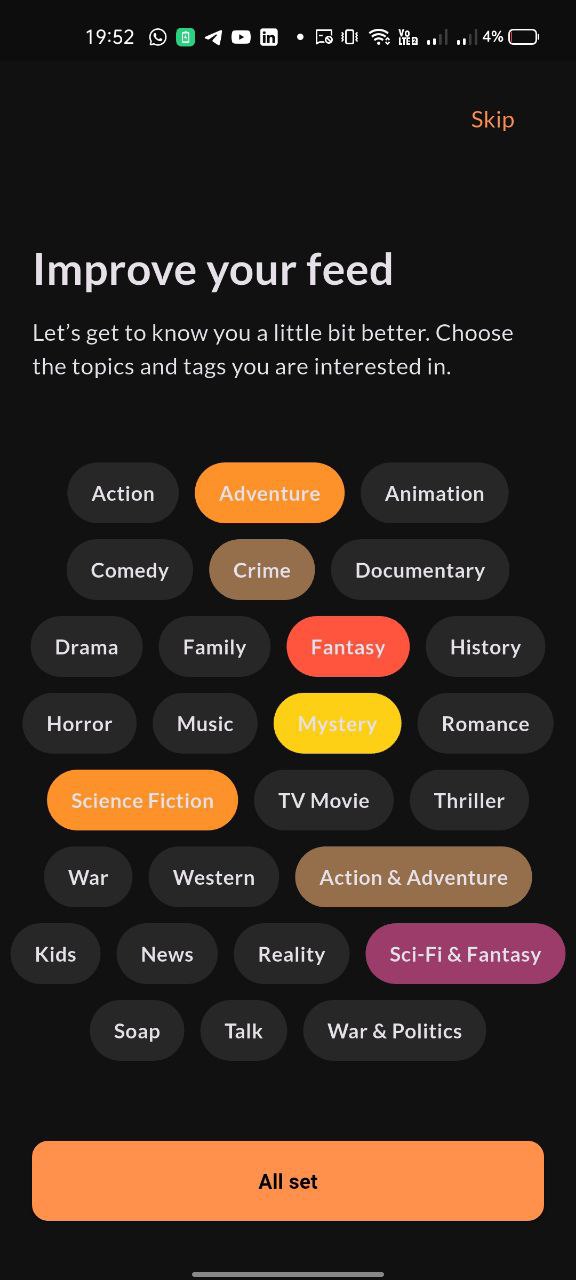 19:52 Vo LTE 2 4%
Skip
Improve your feed
Let's get to know you a little bit better. Choose
the topics and tags you are interested in.
Action Adventure Animation
Comedy Crime Documentary
Drama Family Fantasy History
Horror Music Mystery Romance
Science Fiction TV Movie Thriller
War Western Action & Adventure
Kids News Reality Sci-Fi & Fantasy
Soap Talk War & Politics
All set